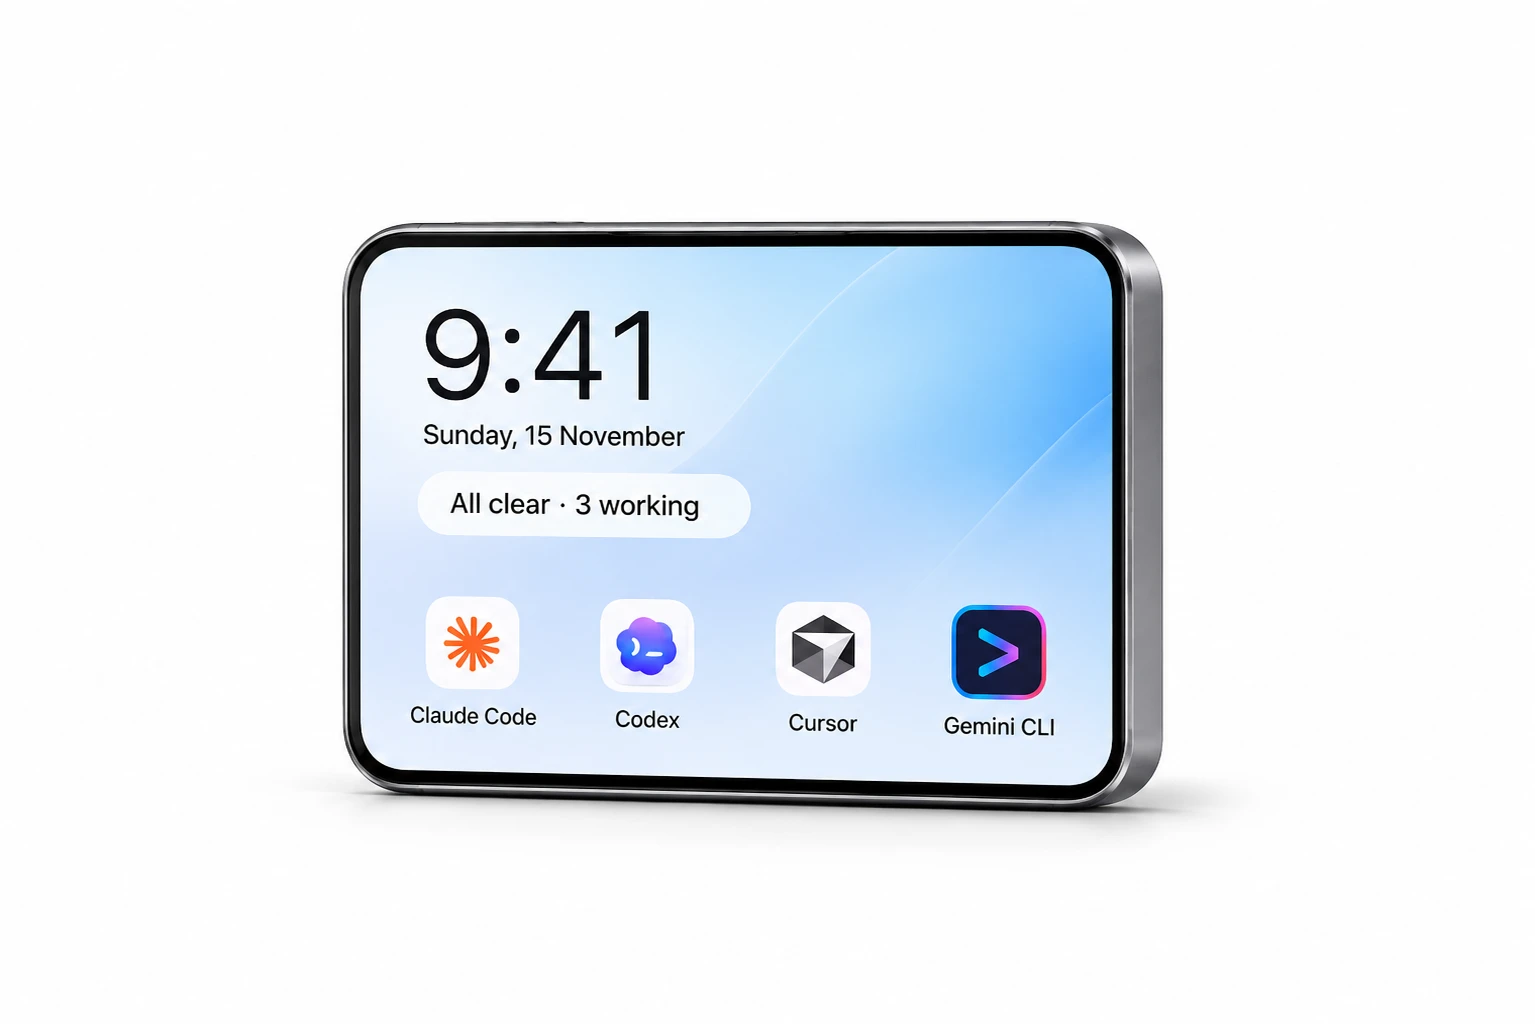 9:41
Sunday, 15 November
All clear · 3 working
Claude Code
Codex
Cursor
Gemini CLI